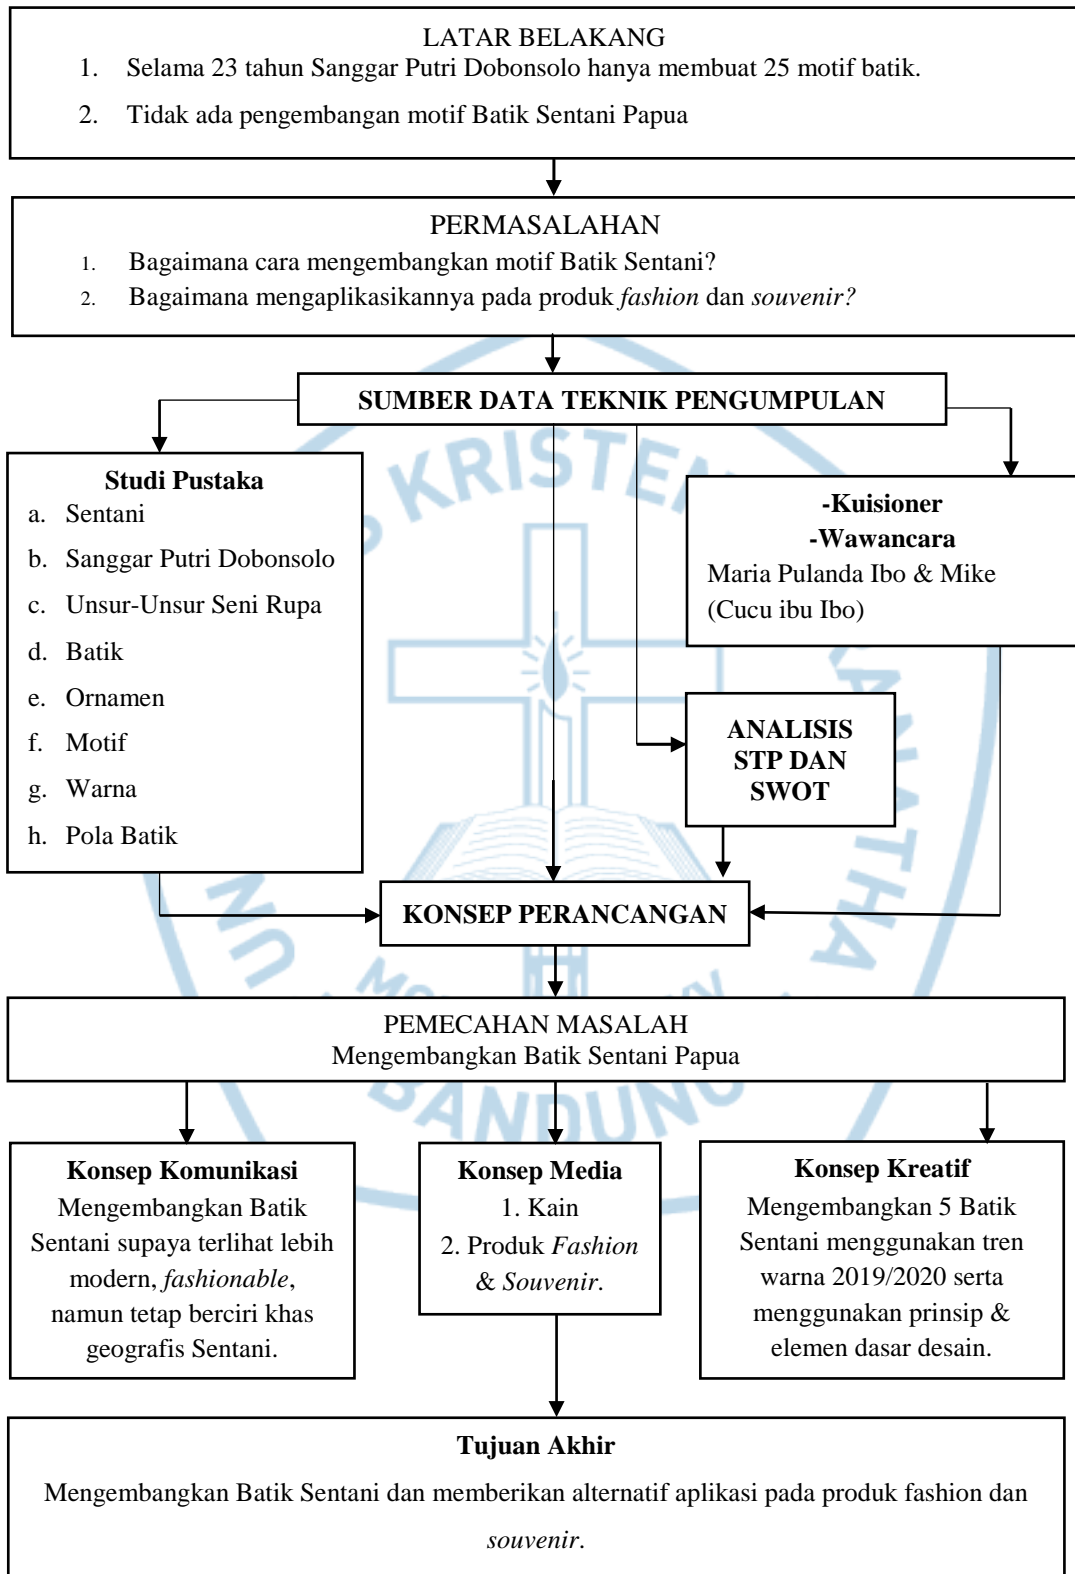 LATAR BELAKANG
1. Selama 23 tahun Sanggar Putri Dobonsolo hanya membuat 25 motif batik.
2. Tidak ada pengembangan motif Batik Sentani Papua
PERMASALAHAN
1. Bagaimana cara mengembangkan motif Batik Sentani?
2. Bagaimana mengaplikasikannya pada produk fashion dan souvenir?
SUMBER DATA TEKNIK PENGUMPULAN
Studi Pustaka
a. Sentani
b. Sanggar Putri Dobonsolo
c. Unsur-Unsur Seni Rupa
d. Batik
e. Ornamen
f. Motif
g. Warna
h. Pola Batik
-Kuisioner
-Wawancara
Maria Pulanda Ibo & Mike
(Cucu ibu Ibo)
ANALISIS
STP DAN
SWOT
KONSEP PERANCANGAN
PEMECAHAN MASALAH
Mengembangkan Batik Sentani Papua
Konsep Komunikasi
Mengembangkan Batik
Sentani supaya terlihat lebih
modern, fashionable,
namun tetap berciri khas
geografis Sentani.
Konsep Media
1. Kain
2. Produk Fashion
& Souvenir.
Konsep Kreatif
Mengembangkan 5 Batik
Sentani menggunakan tren
warna 2019/2020 serta
menggunakan prinsip &
elemen dasar desain.
Tujuan Akhir
Mengembangkan Batik Sentani dan memberikan alternatif aplikasi pada produk fashion dan
souvenir.
KRISTEN
BANDUNG